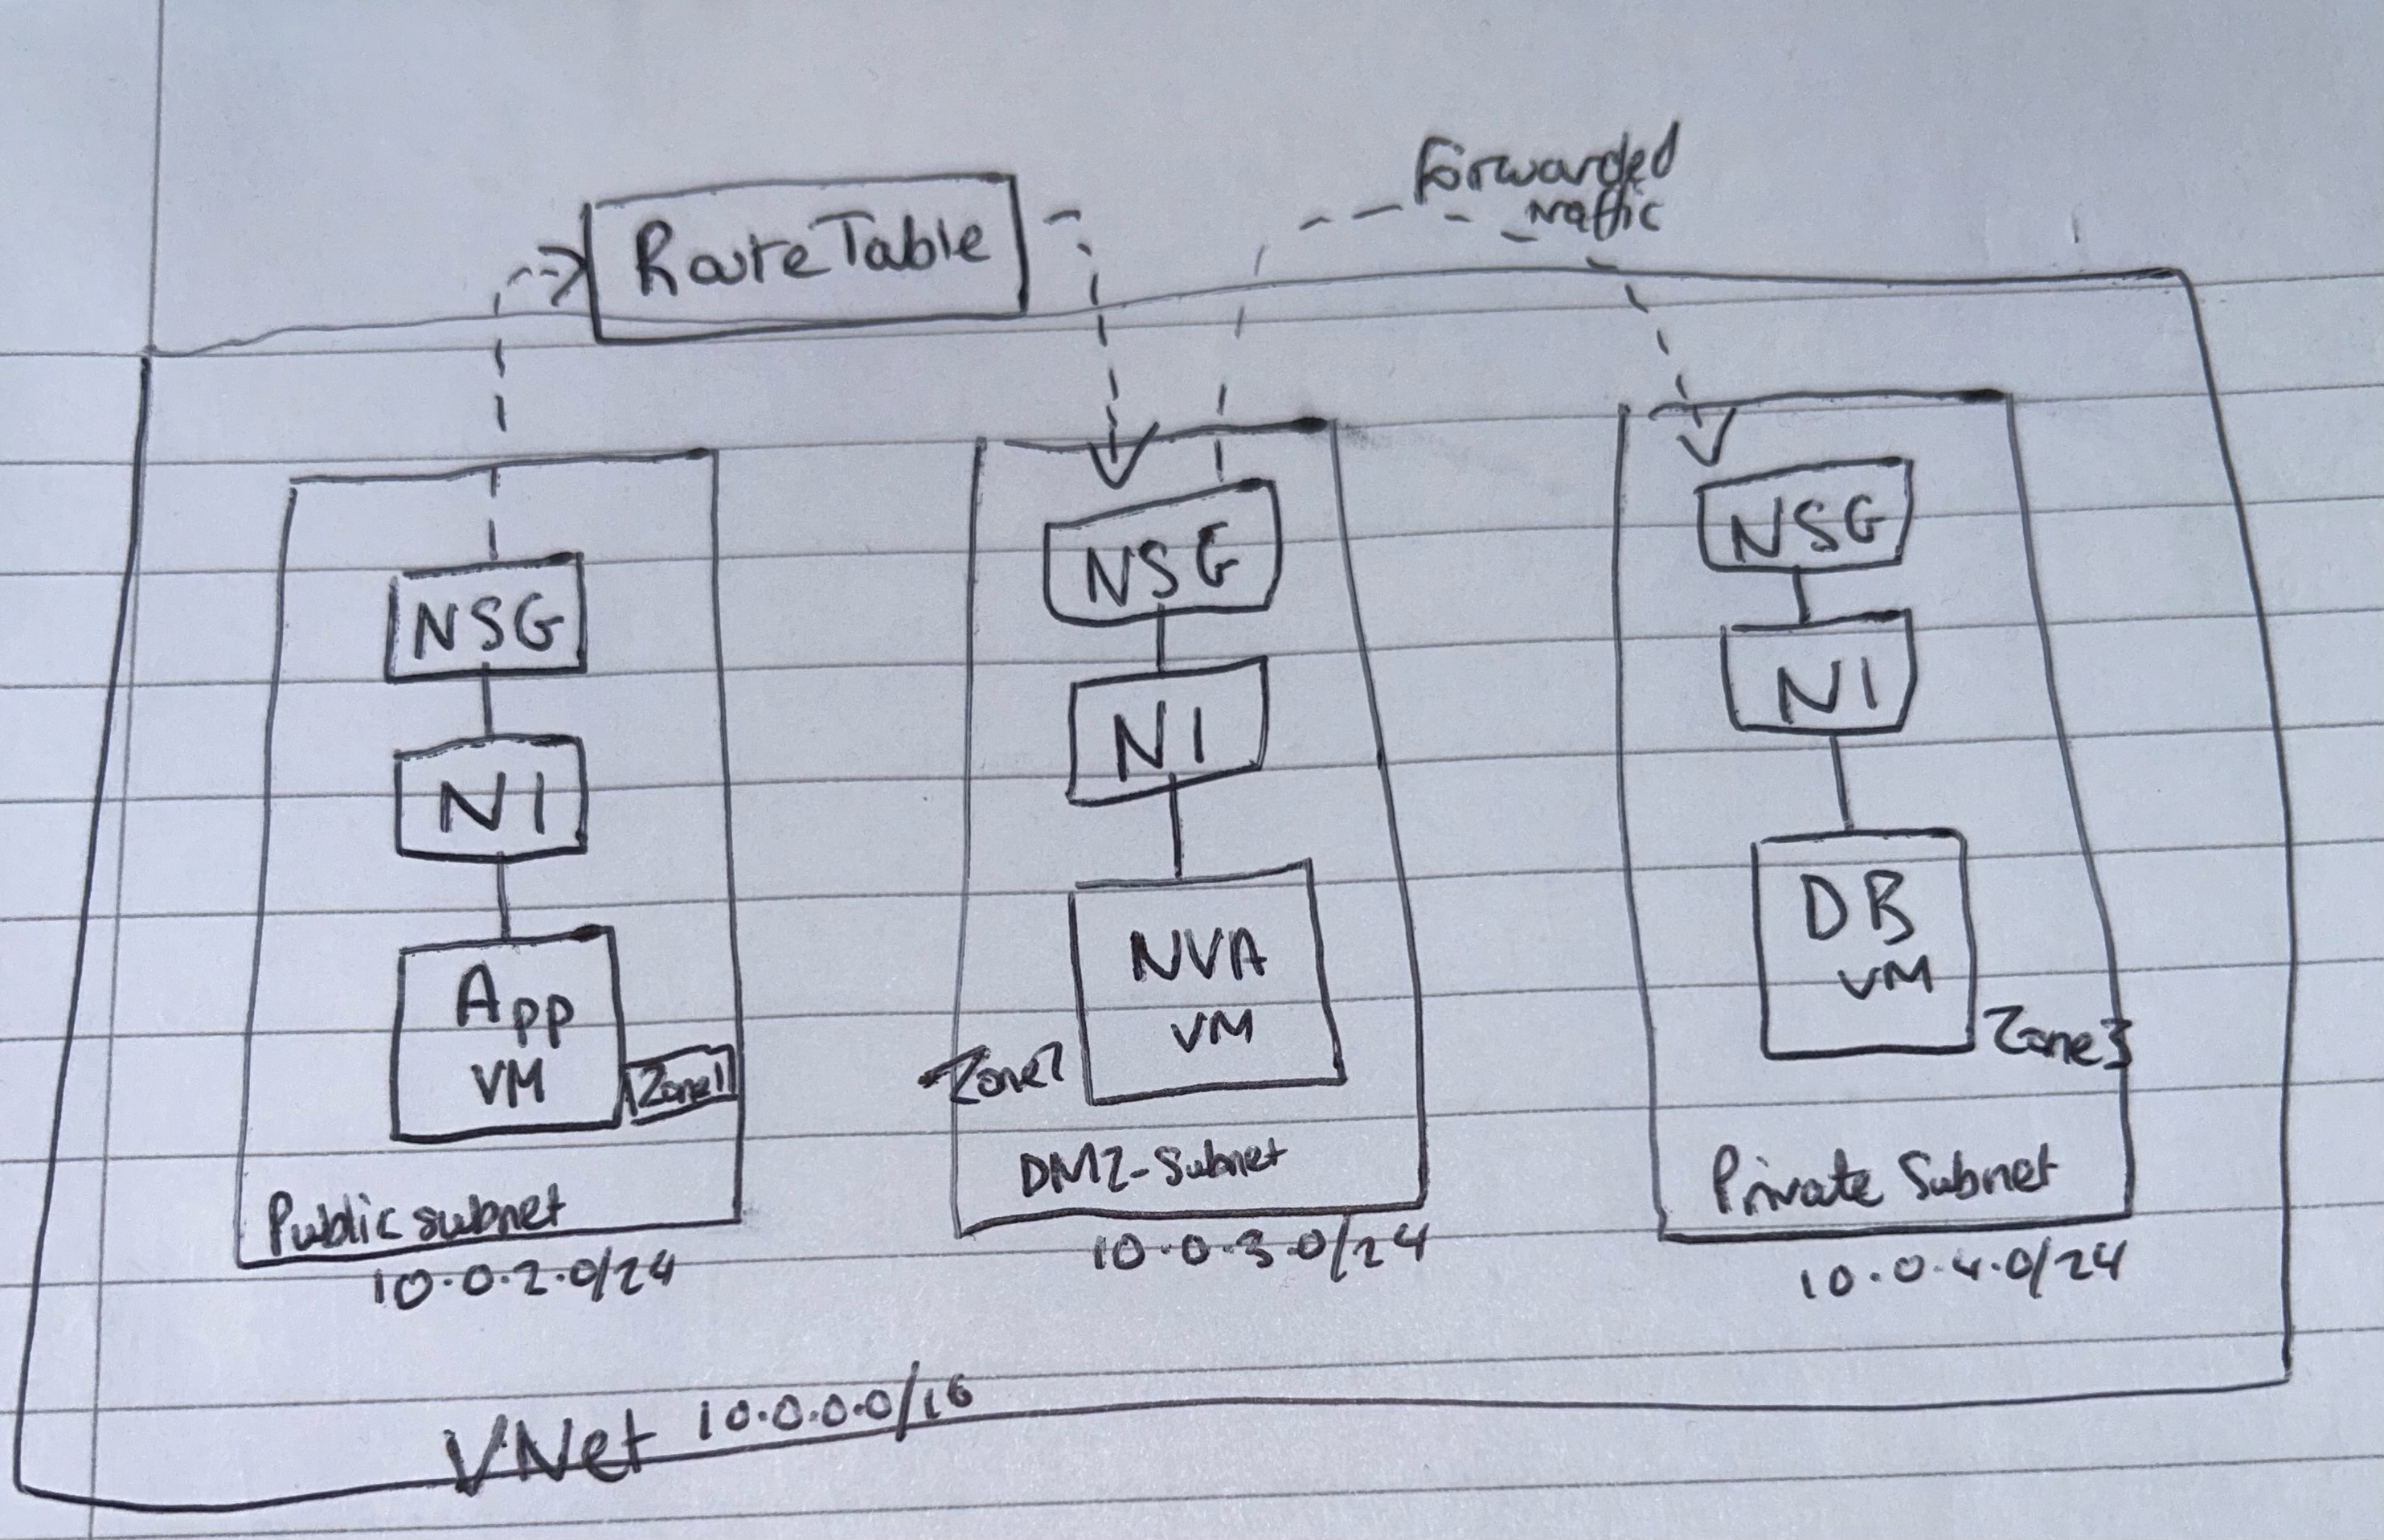 Forwarded
traffic
Route Table
NSG
NI
App
VM
Zone1
Public subnet
10.0.2.0/24
NSG
NI
NVA
VM
Zone2
DMZ-Subnet
10.0.3.0/24
NSG
NI
DB
VM
Zone3
Private Subnet
10.0.4.0/24
VNet 10.0.0.0/16